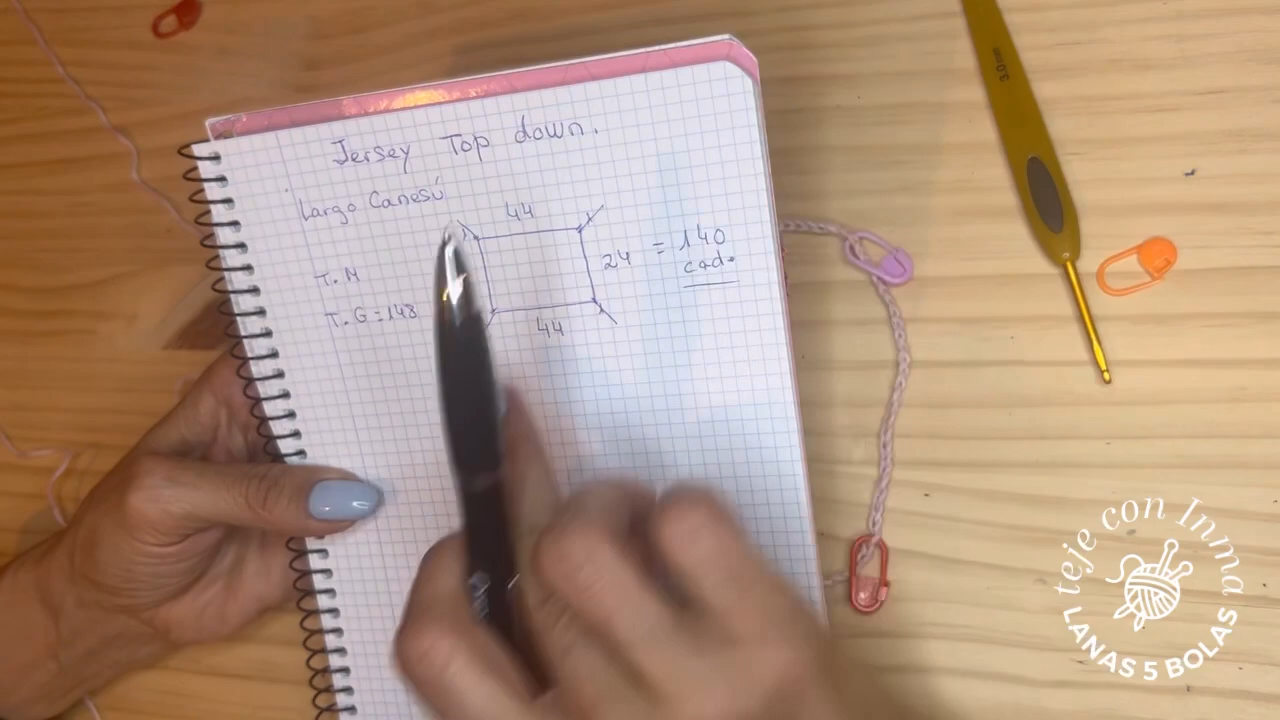 Jersey Top down.
Largo Canesú
44
24 = 140
cad.
T. M
T. G = 148
44
3.0mm
teje con Inma
LANAS 5 BOLAS